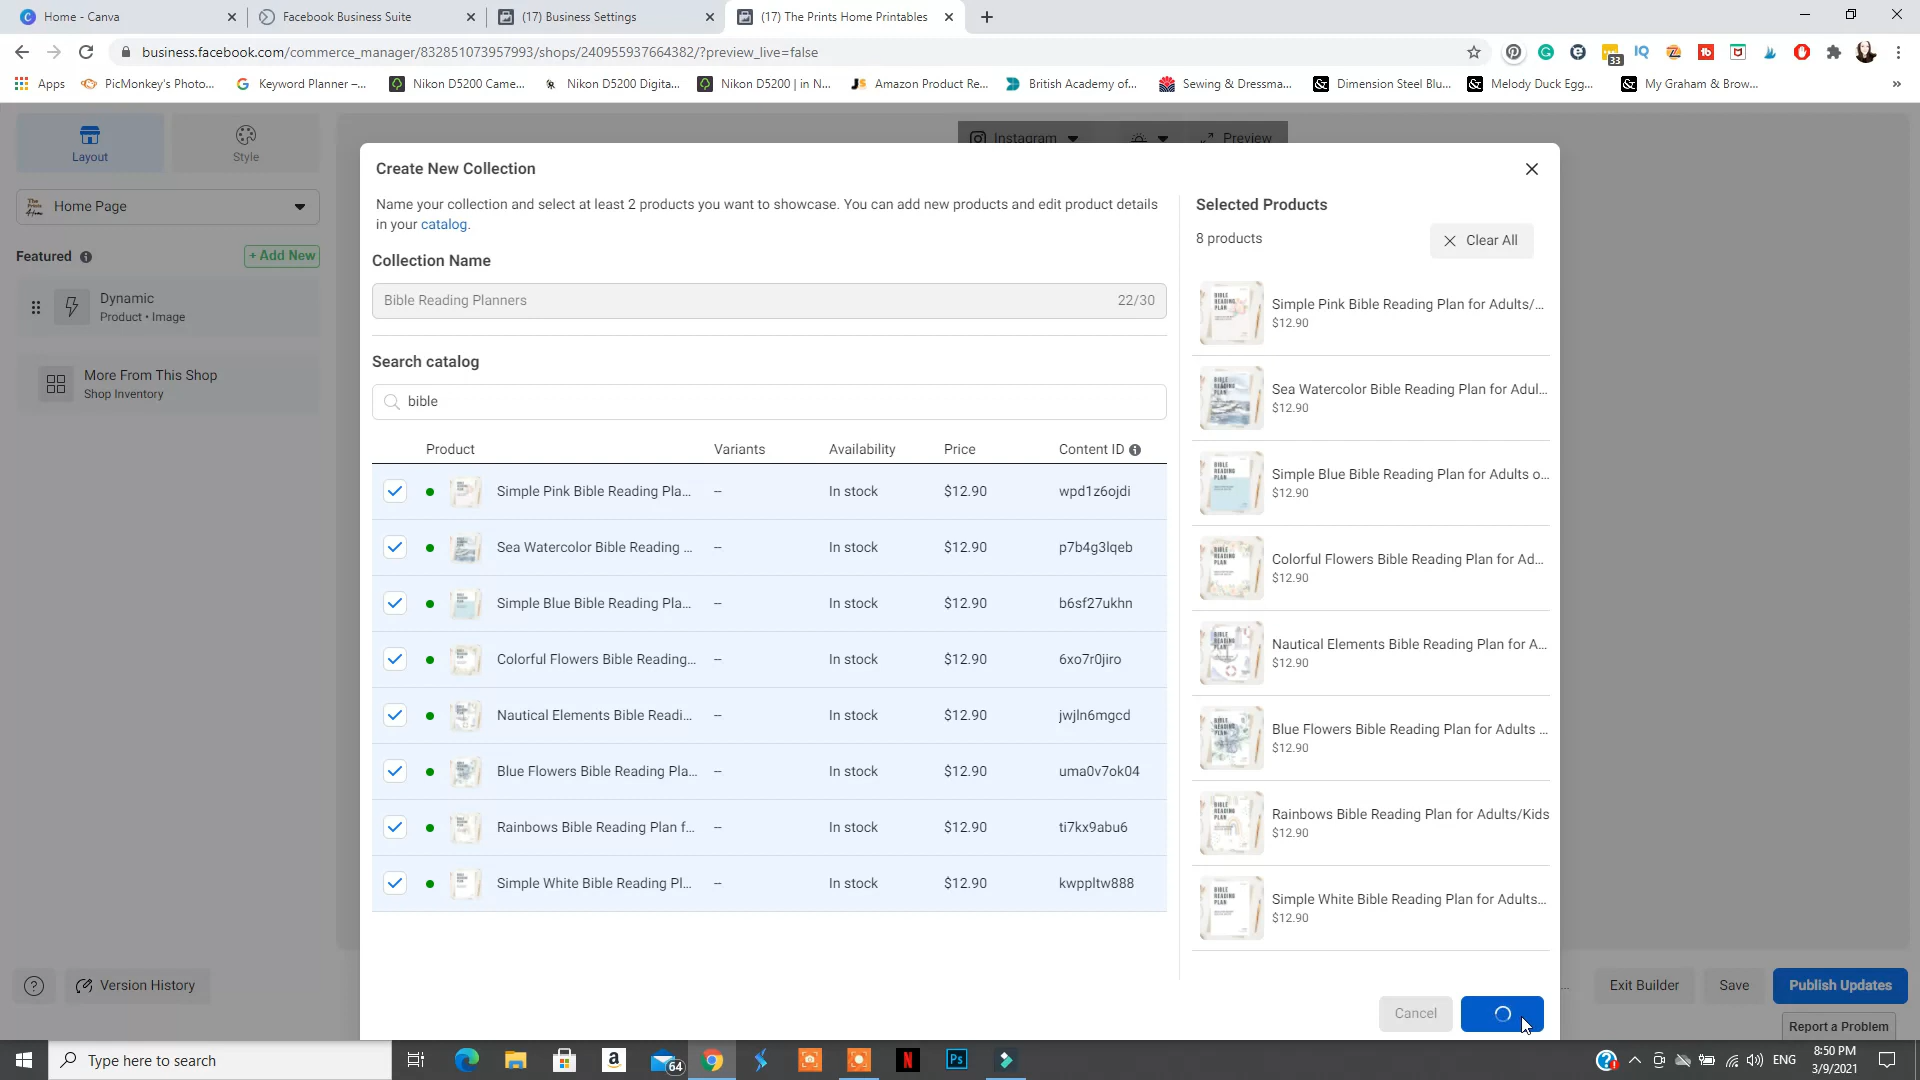 Home - Canva
Facebook Business Suite
(17) Business Settings
(17) The Prints Home Printables
business.facebook.com/commerce_manager/832851073957993/shops/240955937664382/?preview_live=false
33
Apps
PicMonkey's Photo...
Keyword Planner –...
Nikon D5200 Came...
Nikon D5200 Digita...
Nikon D5200 | in N...
Amazon Product Re...
British Academy of...
Sewing & Dressma...
Dimension Steel Blu...
Melody Duck Egg...
My Graham & Brow...
»
Layout
Style
Instagram
Preview
Home Page
Featured
+ Add New
Dynamic
Product • Image
More From This Shop
Shop Inventory
Create New Collection
Name your collection and select at least 2 products you want to showcase. You can add new products and edit product details
in your catalog.
Collection Name
Bible Reading Planners
22/30
Search catalog
bible
Product
Variants
Availability
Price
Content ID
Simple Pink Bible Reading Pla... -- In stock $12.90 wpd1z6ojdi
Sea Watercolor Bible Reading ... -- In stock $12.90 p7b4g3lqeb
Simple Blue Bible Reading Pla... -- In stock $12.90 b6sf27ukhn
Colorful Flowers Bible Reading... -- In stock $12.90 6xo7r0jiro
Nautical Elements Bible Readi... -- In stock $12.90 jwjln6mgcd
Blue Flowers Bible Reading Pla... -- In stock $12.90 uma0v7ok04
Rainbows Bible Reading Plan f... -- In stock $12.90 ti7kx9abu6
Simple White Bible Reading Pl... -- In stock $12.90 kwppltw888
Selected Products
8 products
Clear All
Simple Pink Bible Reading Plan for Adults/...
$12.90
Sea Watercolor Bible Reading Plan for Adul...
$12.90
Simple Blue Bible Reading Plan for Adults o...
$12.90
Colorful Flowers Bible Reading Plan for Ad...
$12.90
Nautical Elements Bible Reading Plan for A...
$12.90
Blue Flowers Bible Reading Plan for Adults ...
$12.90
Rainbows Bible Reading Plan for Adults/Kids
$12.90
Simple White Bible Reading Plan for Adults...
$12.90
Cancel
Version History
Exit Builder
Save
Publish Updates
Report a Problem
Type here to search
64
ENG
8:50 PM
3/9/2021